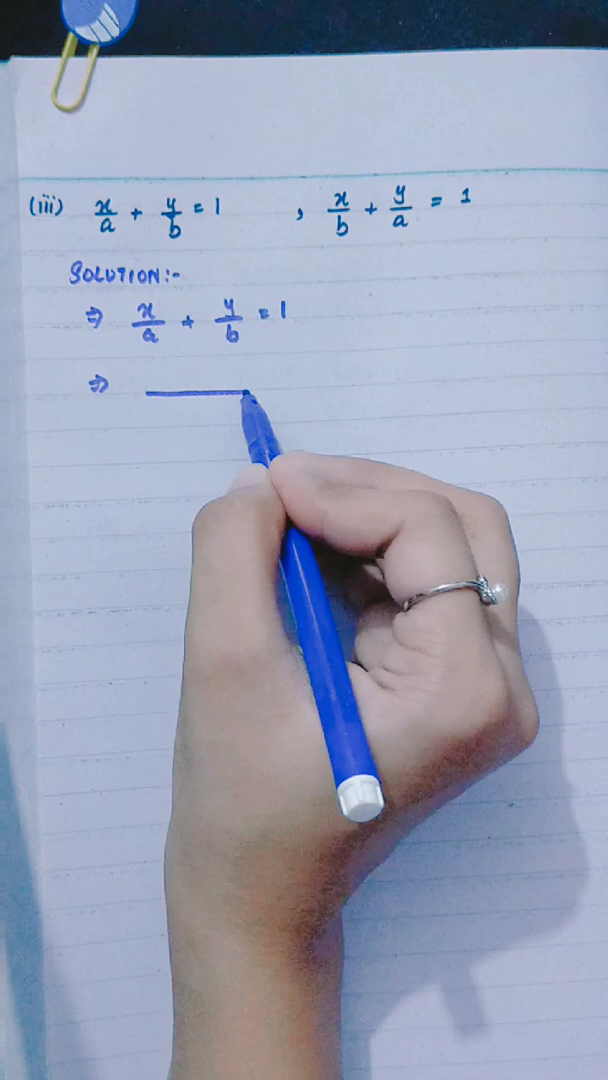 (iii) x/a + y/b = 1 , x/b + y/a = 1
SOLUTION:-
⇒ x/a + y/b = 1
⇒